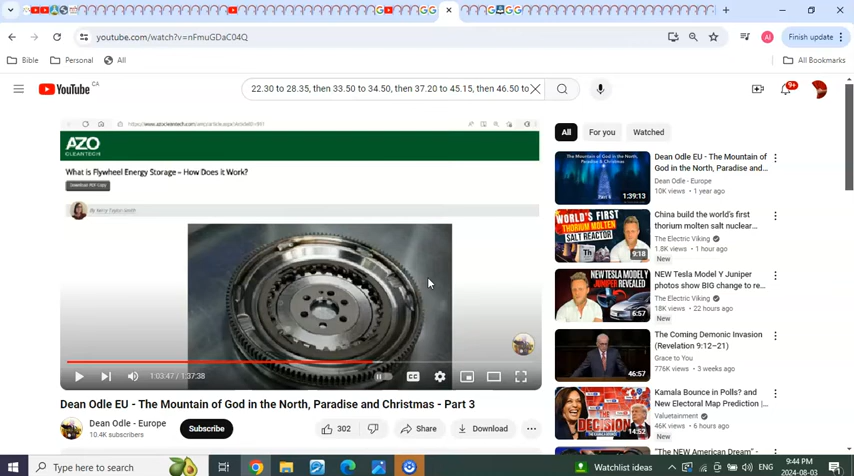 youtube.com/watch?v=nFmuGDaC04Q
Finish update
Bible
Personal
All
All Bookmarks
YouTube CA
22.30 to 28.35, then 33.50 to 34.50, then 37.20 to 45.15, then 46.50 to
9+
AZO
CLEANTECH
What is Flywheel Energy Storage – How Does it Work?
Download PDF Copy
1:03:47 / 1:37:38
CC
Dean Odle EU - The Mountain of God in the North, Paradise and Christmas - Part 3
Dean Odle - Europe
10.4K subscribers
Subscribe
302
Share
Download
All
For you
Watched
1:39:13
Dean Odle EU - The Mountain of God in the North, Paradise and...
Dean Odle - Europe
10K views • 1 year ago
WORLD'S FIRST
THORIUM MOLTEN
SALT REACTOR
Th
9:18
China build the world's first thorium molten salt nuclear...
The Electric Viking
1.8K views • 1 hour ago
New
NEW TESLA MODEL Y
JUNIPER
REVEALED
6:57
NEW Tesla Model Y Juniper photos show BIG change to re...
The Electric Viking
18K views • 22 hours ago
New
46:57
The Coming Demonic Invasion (Revelation 9:12–21)
Grace to You
776K views • 3 weeks ago
KAMALA BOUNCE
THE
DECISION
14:52
Kamala Bounce in Polls? and New Electoral Map Prediction |...
Valuetainment
46K views • 6 hours ago
New
"The NEW American Dream" -
Type here to search
Watchlist ideas
ENG
9:44 PM
2024-08-03